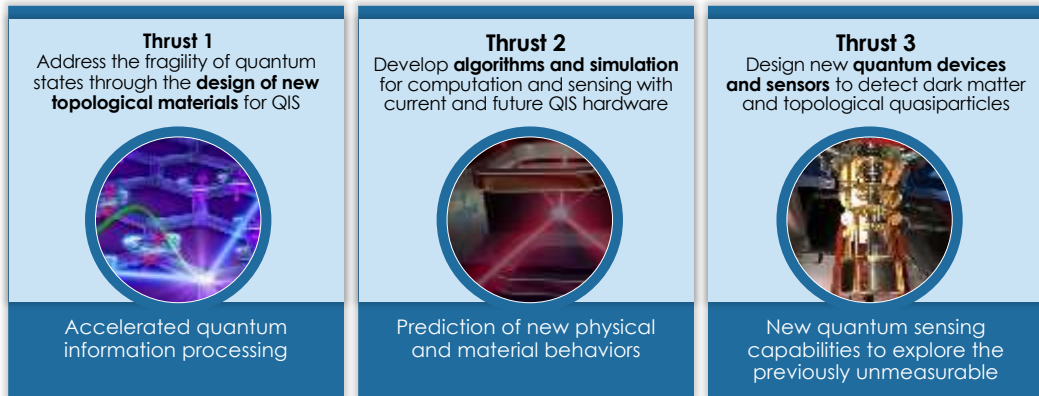 Thrust 1
Address the fragility of quantum
states through the design of new
topological materials for QIS
Accelerated quantum
information processing
Thrust 2
Develop algorithms and simulation
for computation and sensing with
current and future QIS hardware
Prediction of new physical
and material behaviors
Thrust 3
Design new quantum devices
and sensors to detect dark matter
and topological quasiparticles
New quantum sensing
capabilities to explore the
previously unmeasurable